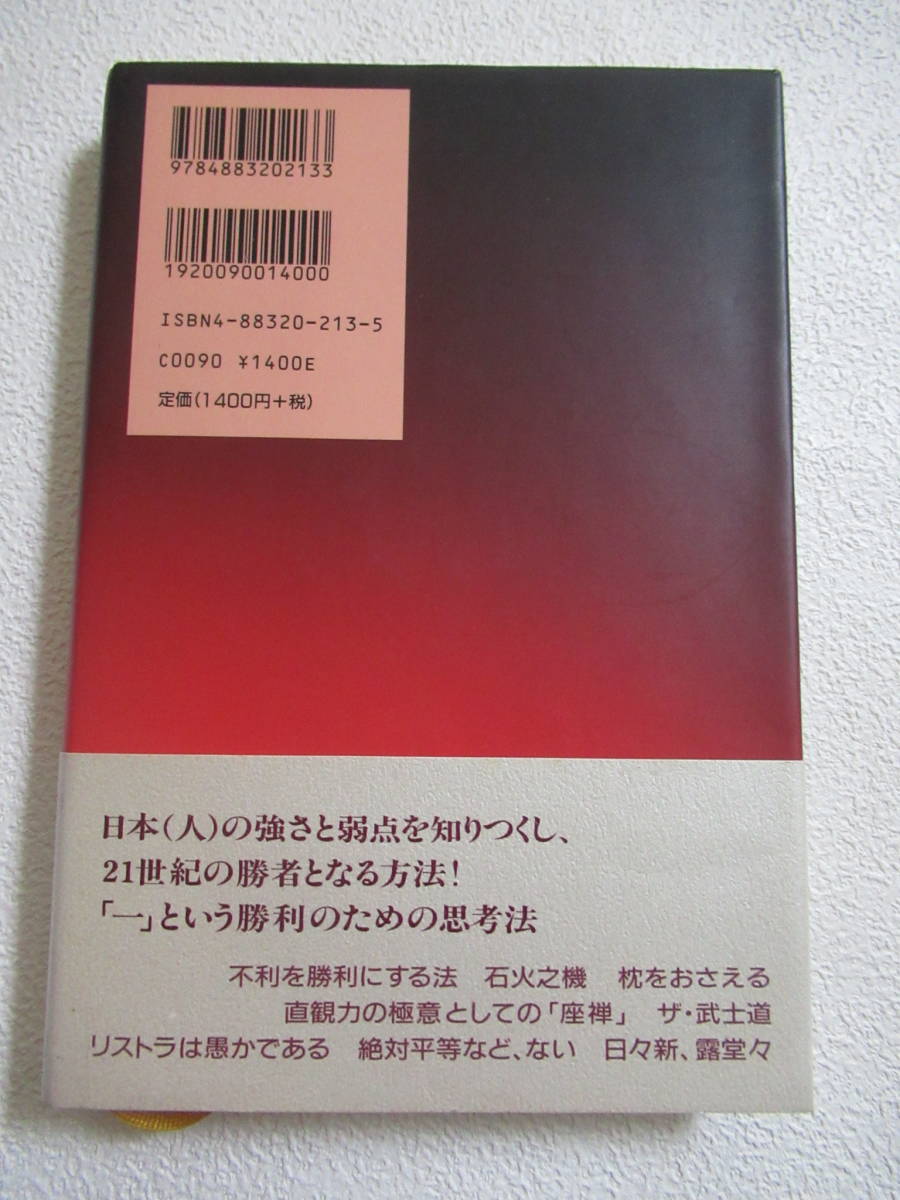 9784883202133
1920090014000
ISBN4-88320-213-5
C0090 ¥1400E
定価(1400円+税)
日本(人)の強さと弱点を知りつくし、
21世紀の勝者となる方法!
「一」という勝利のための思考法
不利を勝利にする法　石火之機　枕をおさえる
直観力の極意としての「座禅」　ザ・武士道
リストラは愚かである　絶対平等など、ない　日々新、露堂々